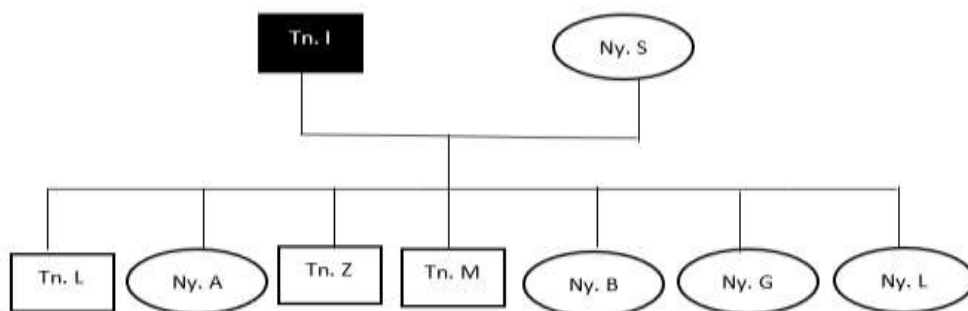 Tn. I
Ny. S
Tn. L
Ny. A
Tn. Z
Tn. M
Ny. B
Ny. G
Ny. L